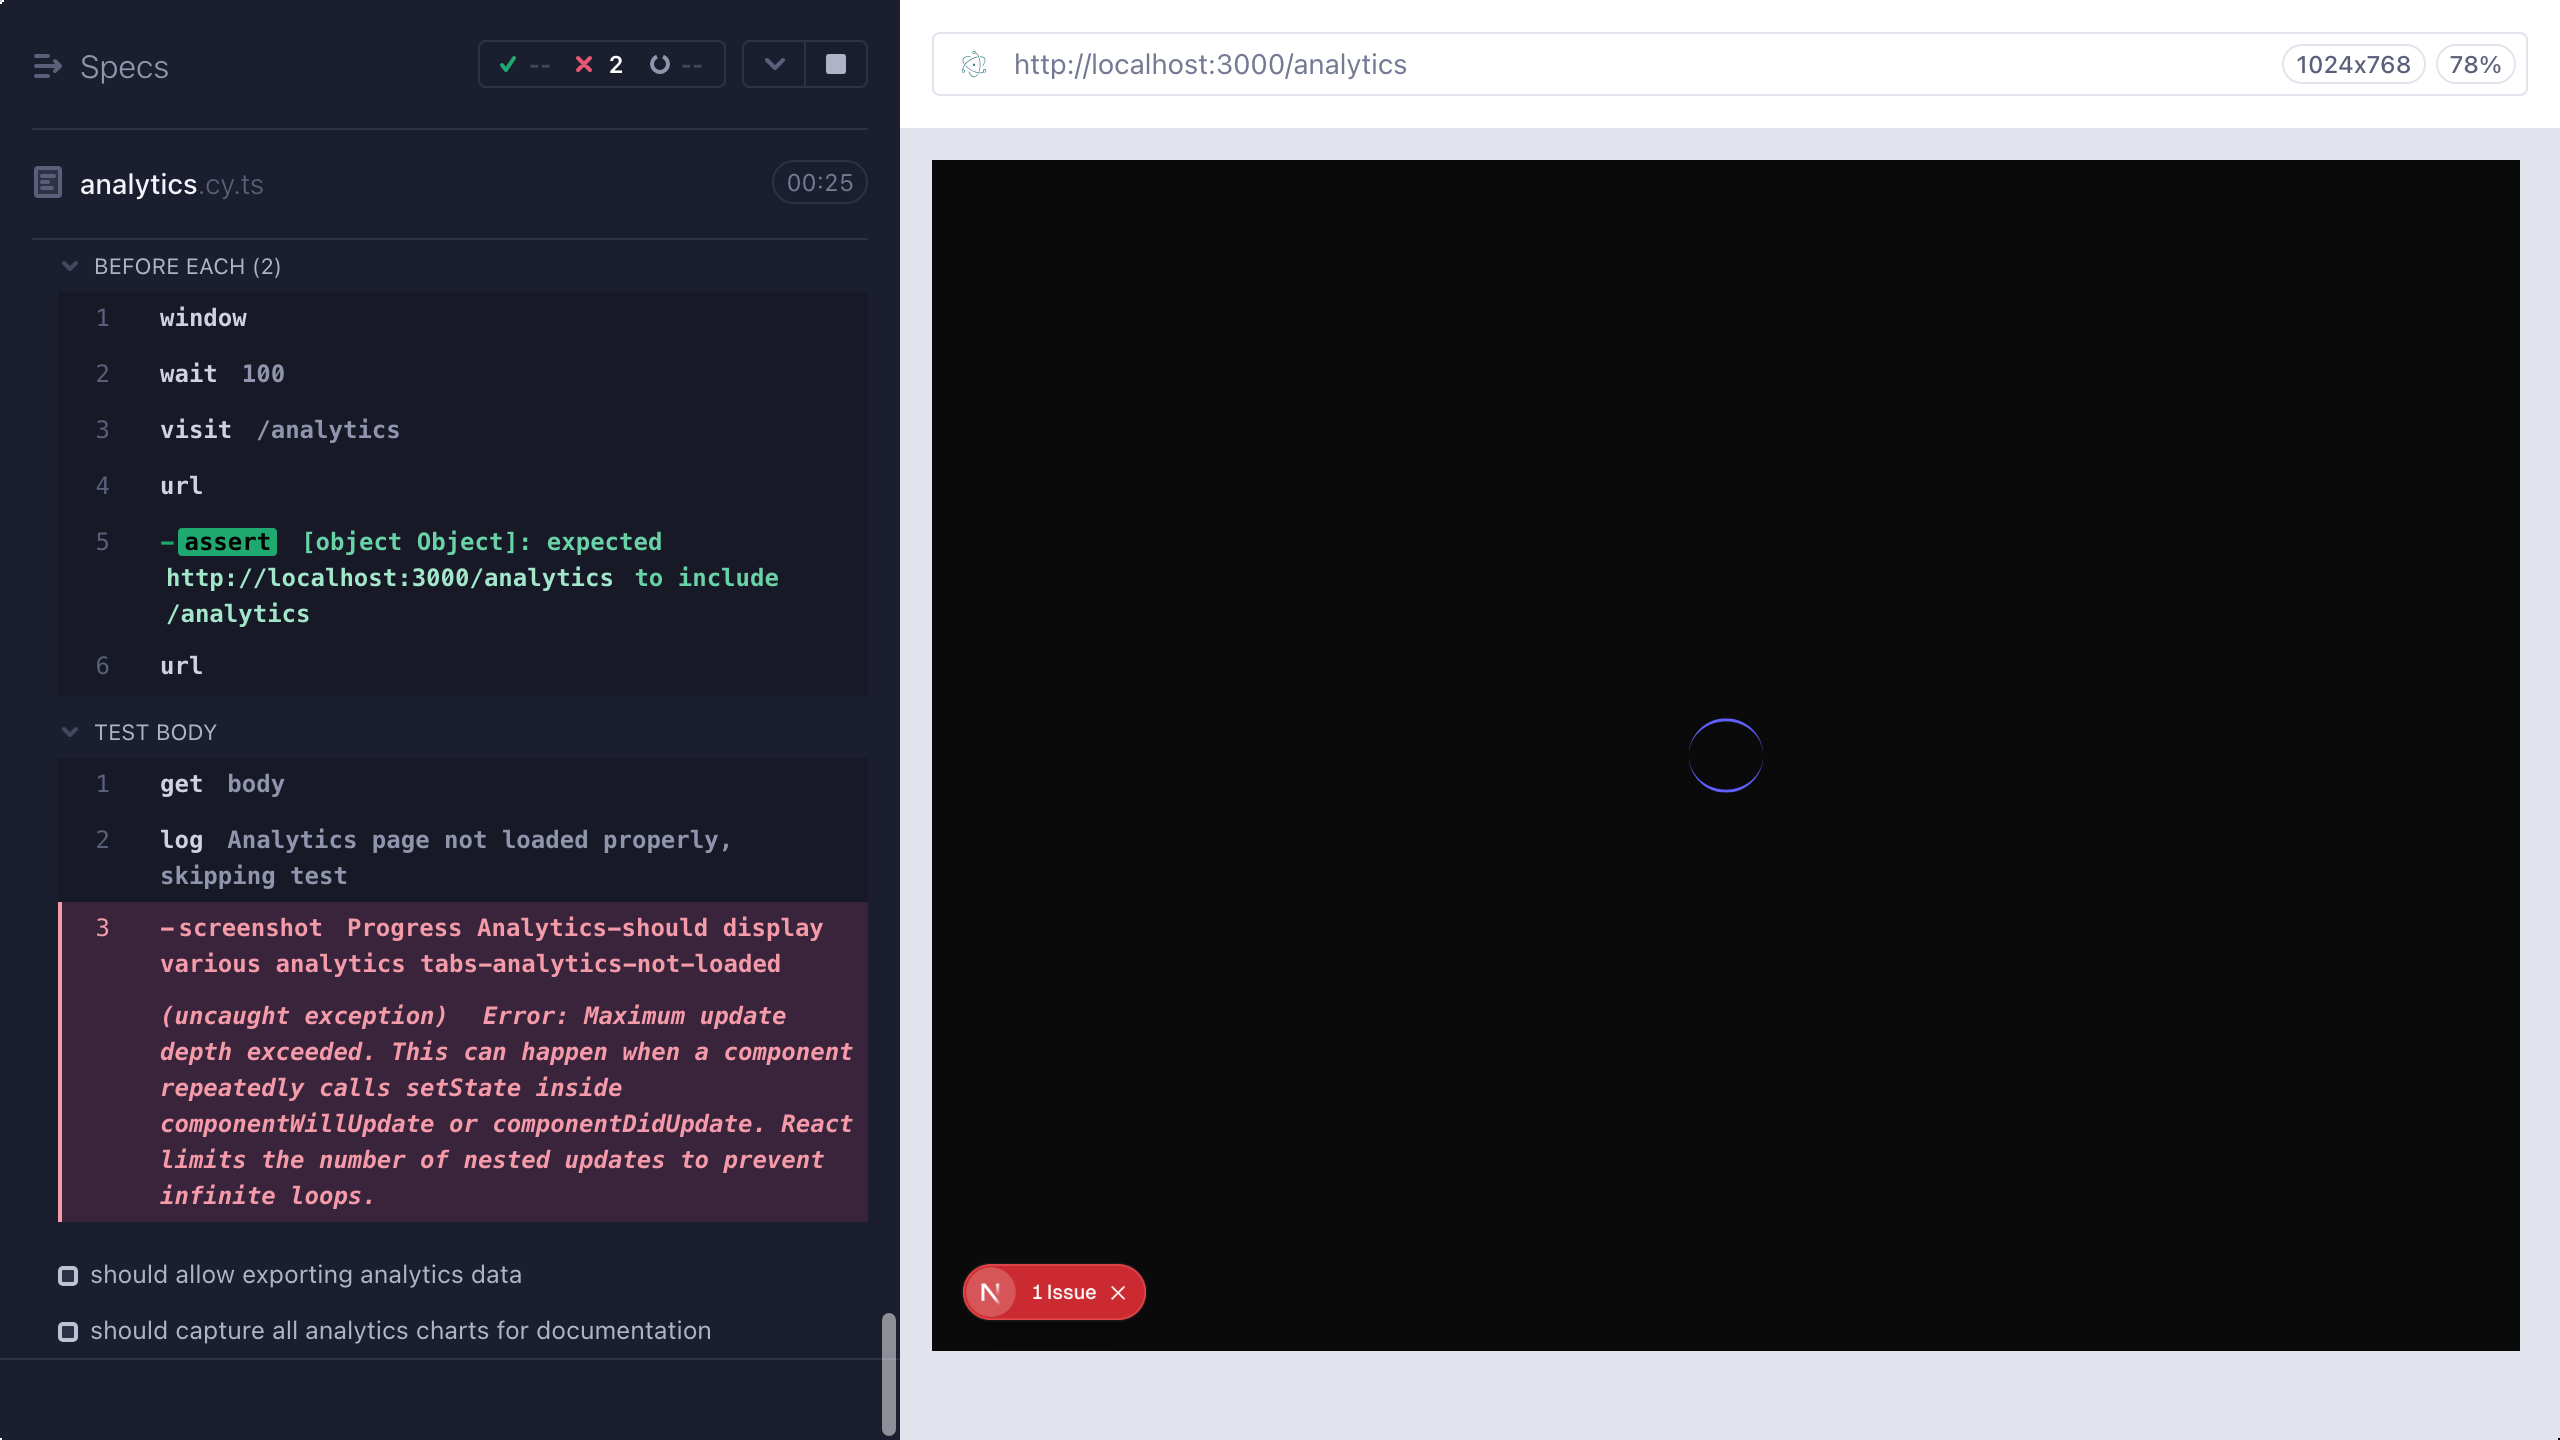 Specs
-- 2 --
analytics.cy.ts
00:25
BEFORE EACH (2)
1 window
2 wait 100
3 visit /analytics
4 url
5 -assert [object Object]: expected
http://localhost:3000/analytics to include
/analytics
6 url
TEST BODY
1 get body
2 log Analytics page not loaded properly,
skipping test
3 -screenshot Progress Analytics-should display
various analytics tabs-analytics-not-loaded
(uncaught exception) Error: Maximum update
depth exceeded. This can happen when a component
repeatedly calls setState inside
componentWillUpdate or componentDidUpdate. React
limits the number of nested updates to prevent
infinite loops.
should allow exporting analytics data
should capture all analytics charts for documentation
http://localhost:3000/analytics
1024x768
78%
N 1 Issue